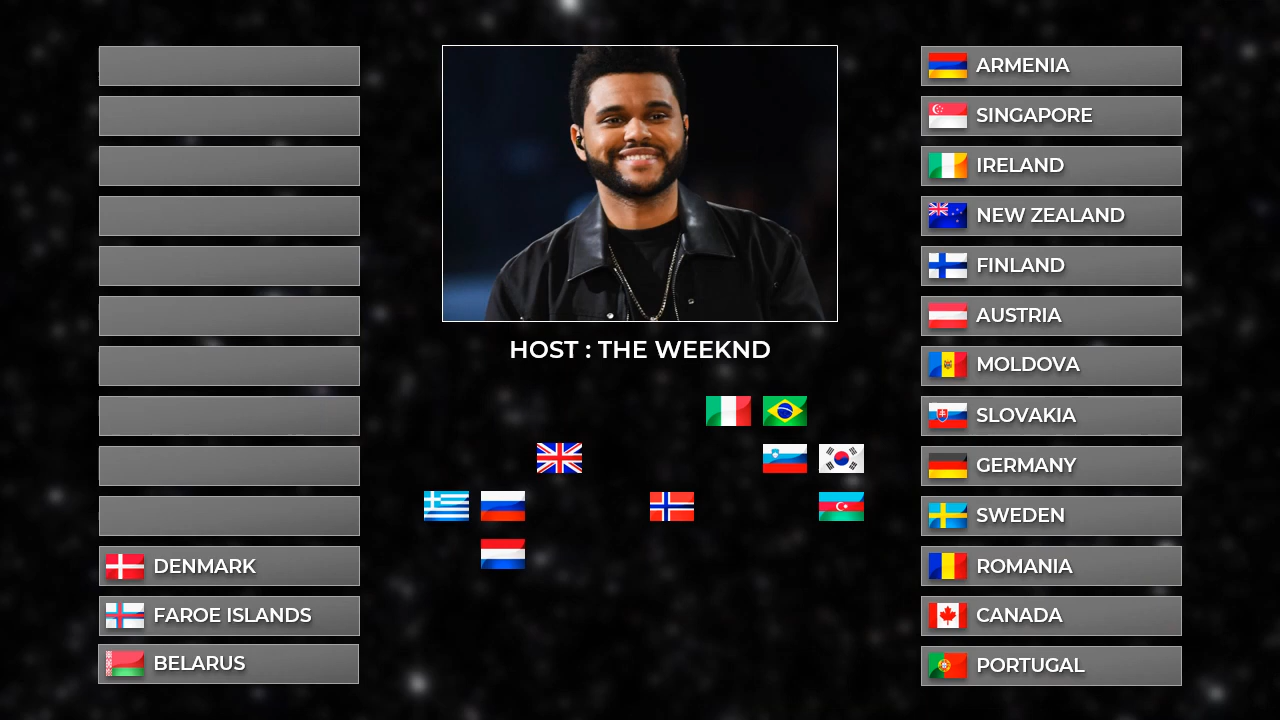 HOST : THE WEEKND
DENMARK
FAROE ISLANDS
BELARUS
ARMENIA
SINGAPORE
IRELAND
NEW ZEALAND
FINLAND
AUSTRIA
MOLDOVA
SLOVAKIA
GERMANY
SWEDEN
ROMANIA
CANADA
PORTUGAL